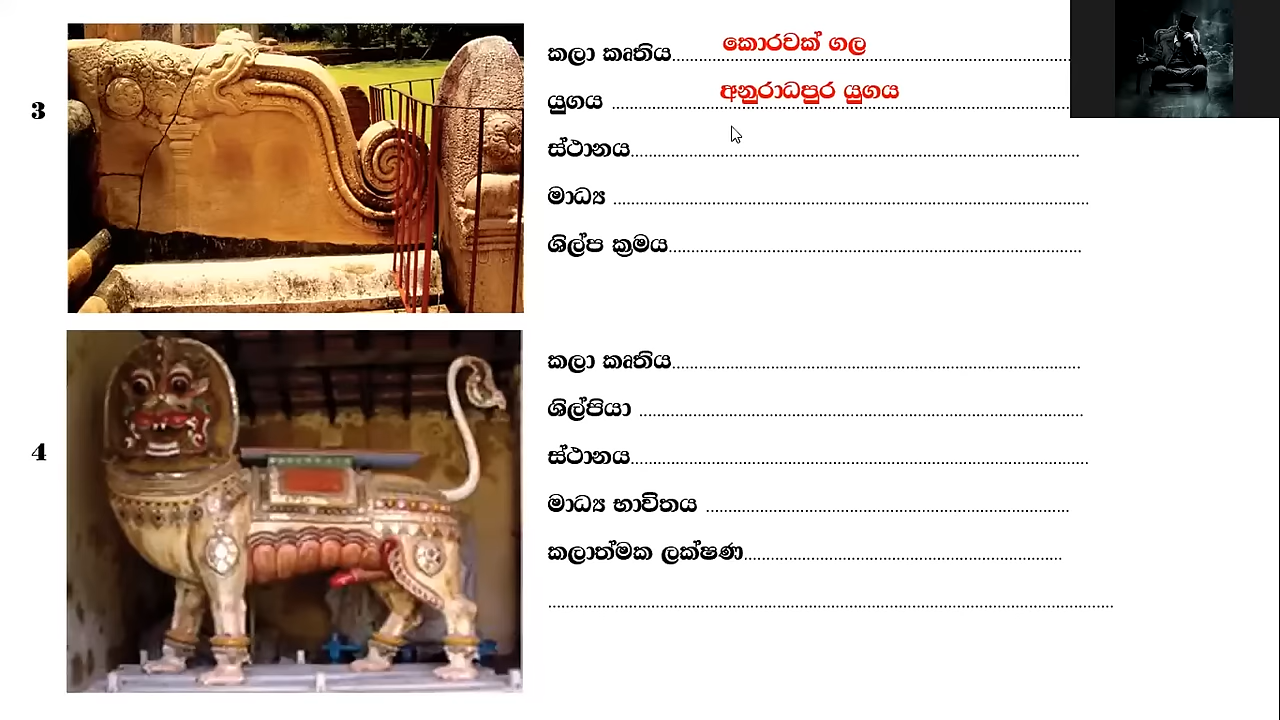 3
කලා කෘතිය.......... කොරවක් ගල
යුගය .......... අනුරාධපුර යුගය
ස්ථානය..........
මාධ්‍ය ..........
ශිල්ප ක්‍රමය..........
4
කලා කෘතිය..........
ශිල්පියා ..........
ස්ථානය..........
මාධ්‍ය භාවිතය ..........
කලාත්මක ලක්ෂණ..........